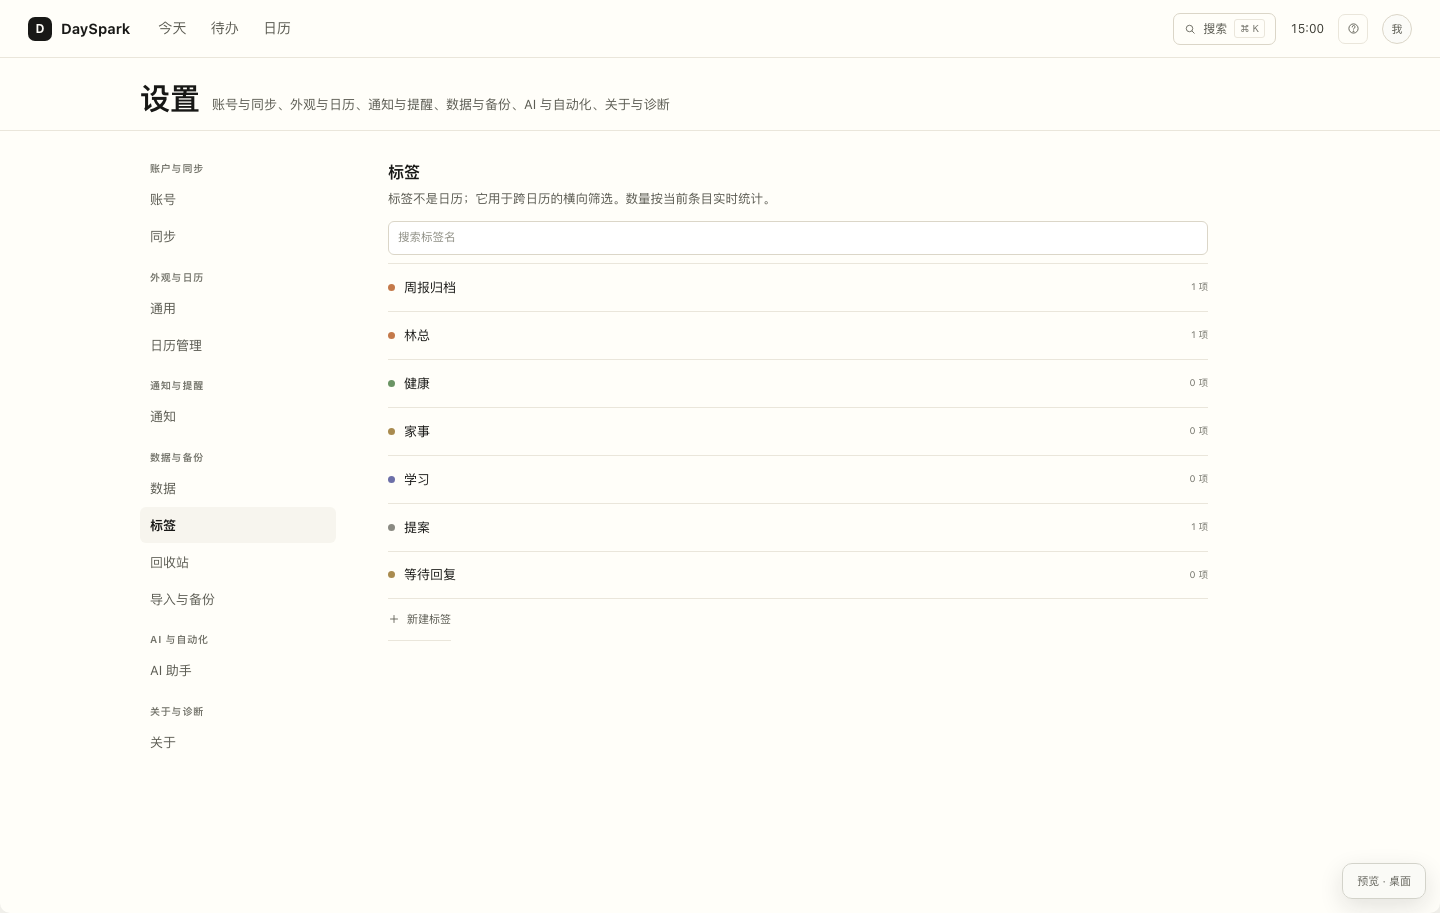 D DaySpark 今天 待办 日历 搜索 ⌘ K 15:00 我
设置 账号与同步、外观与日历、通知与提醒、数据与备份、AI 与自动化、关于与诊断
账户与同步
账号
同步
外观与日历
通用
日历管理
通知与提醒
通知
数据与备份
数据
标签
回收站
导入与备份
AI 与自动化
AI 助手
关于与诊断
关于
标签
标签不是日历；它用于跨日历的横向筛选。数量按当前条目实时统计。
搜索标签名
周报归档 1 项
林总 1 项
健康 0 项
家事 0 项
学习 0 项
提案 1 项
等待回复 0 项
+ 新建标签
预览 · 桌面